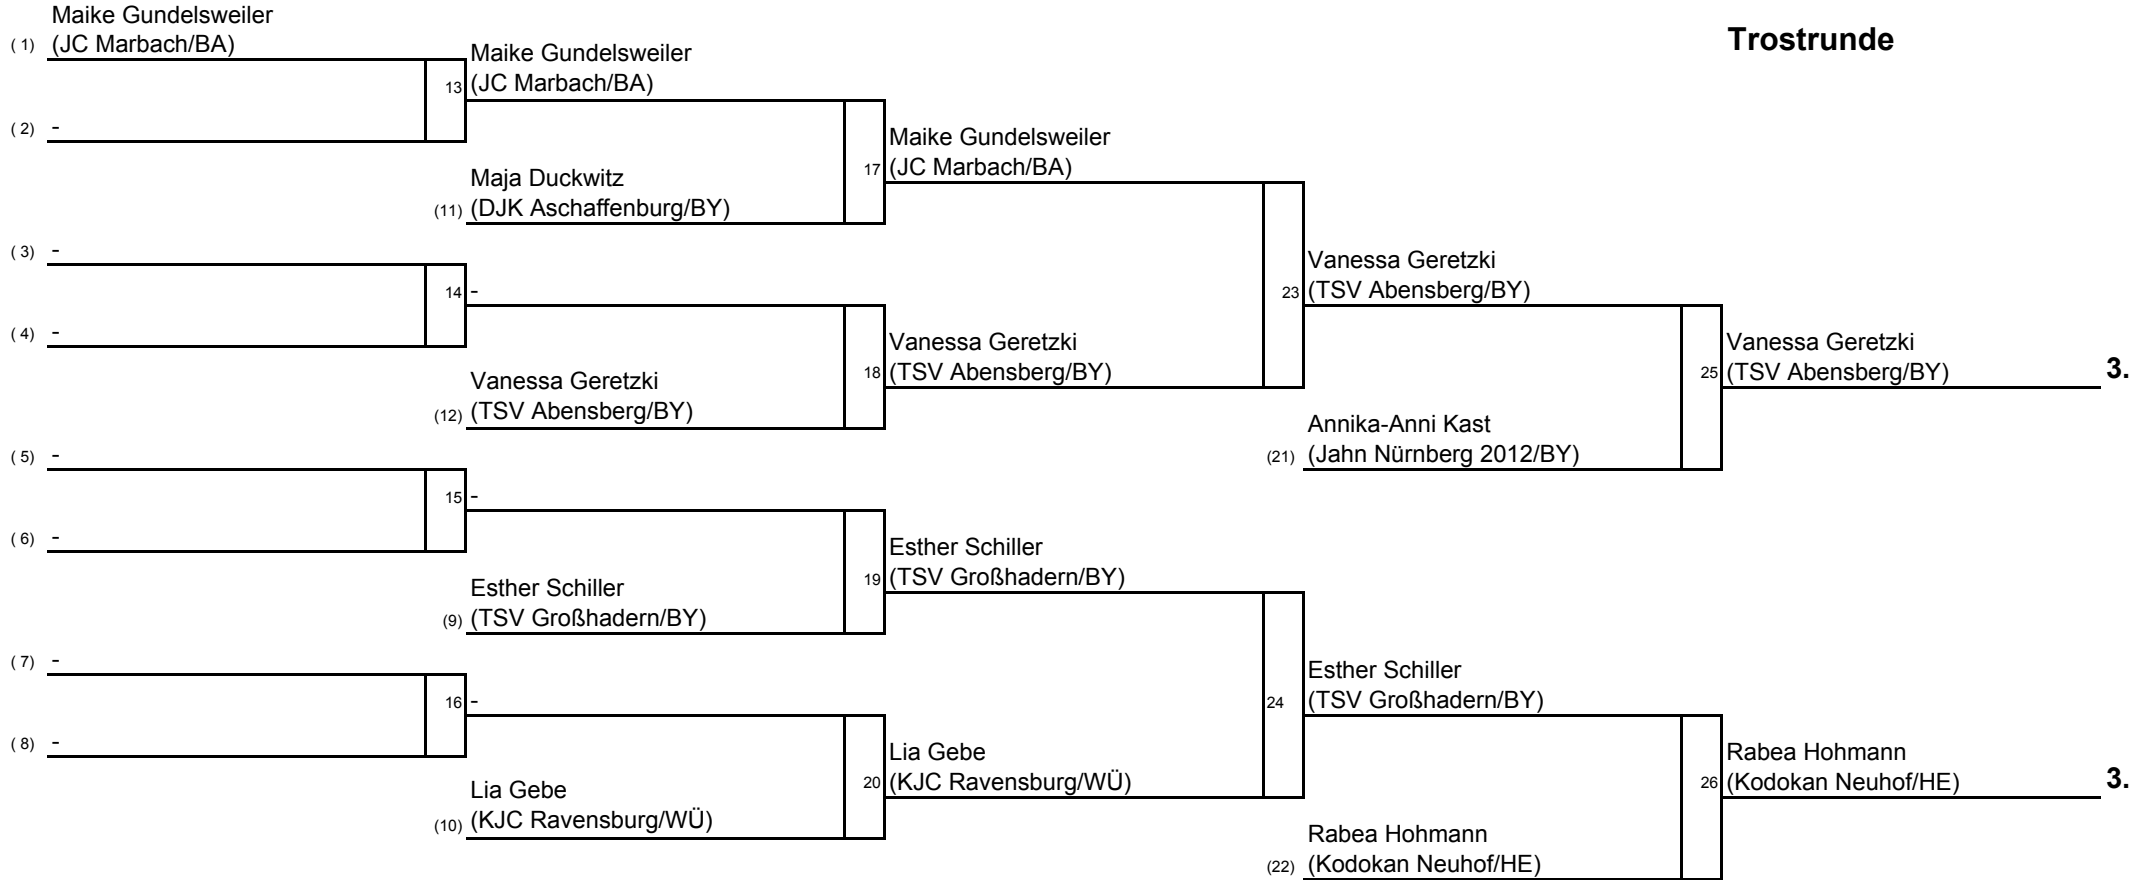 Trostrunde
Maike Gundelsweiler
( 1) (JC Marbach/BA)
13 Maike Gundelsweiler
(JC Marbach/BA)
( 2) -
17 Maike Gundelsweiler
(JC Marbach/BA)
Maja Duckwitz
(11) (DJK Aschaffenburg/BY)
( 3) -
14 -
23 Vanessa Geretzki
(TSV Abensberg/BY)
( 4) -
18 Vanessa Geretzki
(TSV Abensberg/BY)
25 Vanessa Geretzki
(TSV Abensberg/BY) 3.
Vanessa Geretzki
(12) (TSV Abensberg/BY)
Annika-Anni Kast
(21) (Jahn Nürnberg 2012/BY)
( 5) -
15 -
( 6) -
19 Esther Schiller
(TSV Großhadern/BY)
Esther Schiller
(9) (TSV Großhadern/BY)
( 7) -
24 Esther Schiller
(TSV Großhadern/BY)
16 -
( 8) -
20 Lia Gebe
(KJC Ravensburg/WÜ)
26 Rabea Hohmann
(Kodokan Neuhof/HE) 3.
Lia Gebe
(10) (KJC Ravensburg/WÜ)
Rabea Hohmann
(22) (Kodokan Neuhof/HE)